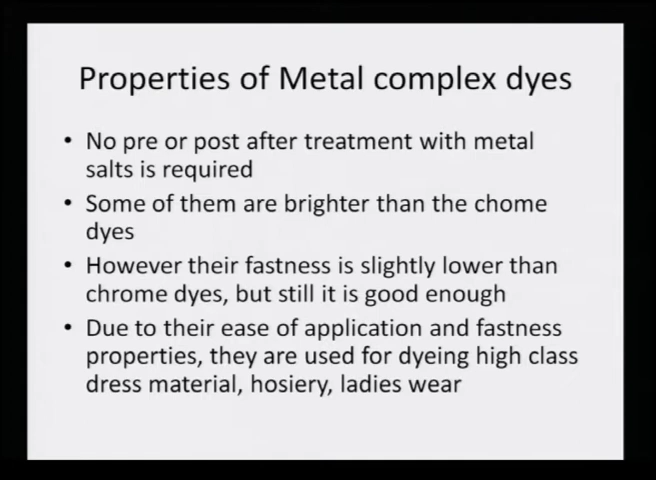 Properties of Metal complex dyes
• No pre or post after treatment with metal
salts is required
• Some of them are brighter than the chome
dyes
• However their fastness is slightly lower than
chrome dyes, but still it is good enough
• Due to their ease of application and fastness
properties, they are used for dyeing high class
dress material, hosiery, ladies wear